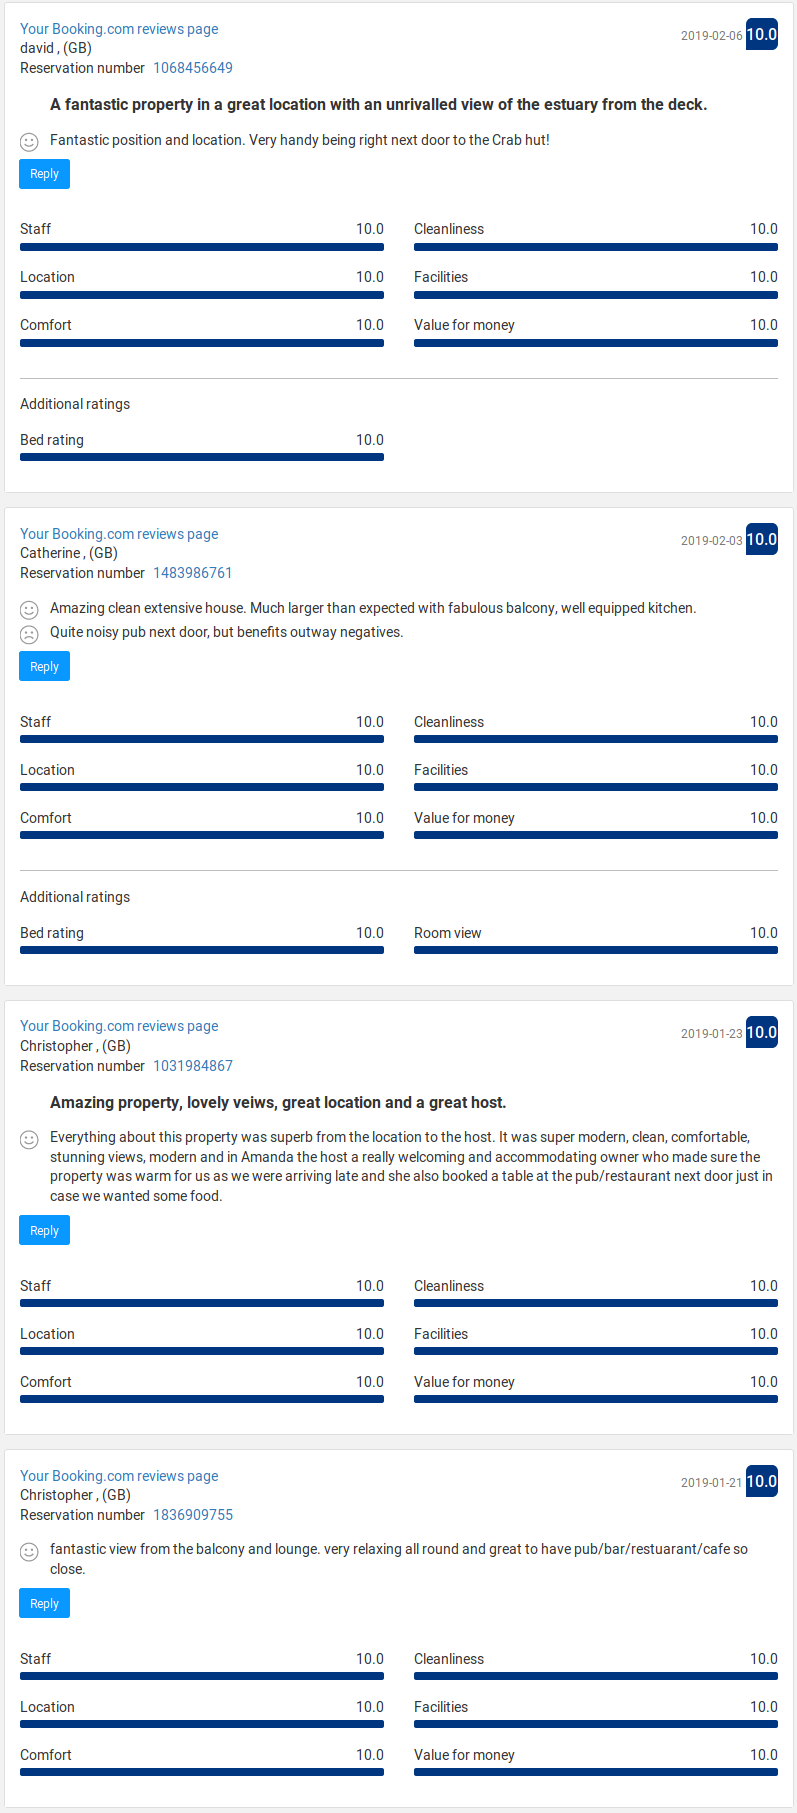 Your Booking.com reviews page
2019-02-06 10.0
david , (GB)
Reservation number 1068456649
A fantastic property in a great location with an unrivalled view of the estuary from the deck.
Fantastic position and location. Very handy being right next door to the Crab hut!
Reply
Staff 10.0 Cleanliness 10.0
Location 10.0 Facilities 10.0
Comfort 10.0 Value for money 10.0
Additional ratings
Bed rating 10.0
Your Booking.com reviews page
2019-02-03 10.0
Catherine , (GB)
Reservation number 1483986761
Amazing clean extensive house. Much larger than expected with fabulous balcony, well equipped kitchen.
Quite noisy pub next door, but benefits outway negatives.
Reply
Staff 10.0 Cleanliness 10.0
Location 10.0 Facilities 10.0
Comfort 10.0 Value for money 10.0
Additional ratings
Bed rating 10.0 Room view 10.0
Your Booking.com reviews page
2019-01-23 10.0
Christopher , (GB)
Reservation number 1031984867
Amazing property, lovely veiws, great location and a great host.
Everything about this property was superb from the location to the host. It was super modern, clean, comfortable,
stunning views, modern and in Amanda the host a really welcoming and accommodating owner who made sure the
property was warm for us as we were arriving late and she also booked a table at the pub/restaurant next door just in
case we wanted some food.
Reply
Staff 10.0 Cleanliness 10.0
Location 10.0 Facilities 10.0
Comfort 10.0 Value for money 10.0
Your Booking.com reviews page
2019-01-21 10.0
Christopher , (GB)
Reservation number 1836909755
fantastic view from the balcony and lounge. very relaxing all round and great to have pub/bar/restuarant/cafe so
close.
Reply
Staff 10.0 Cleanliness 10.0
Location 10.0 Facilities 10.0
Comfort 10.0 Value for money 10.0